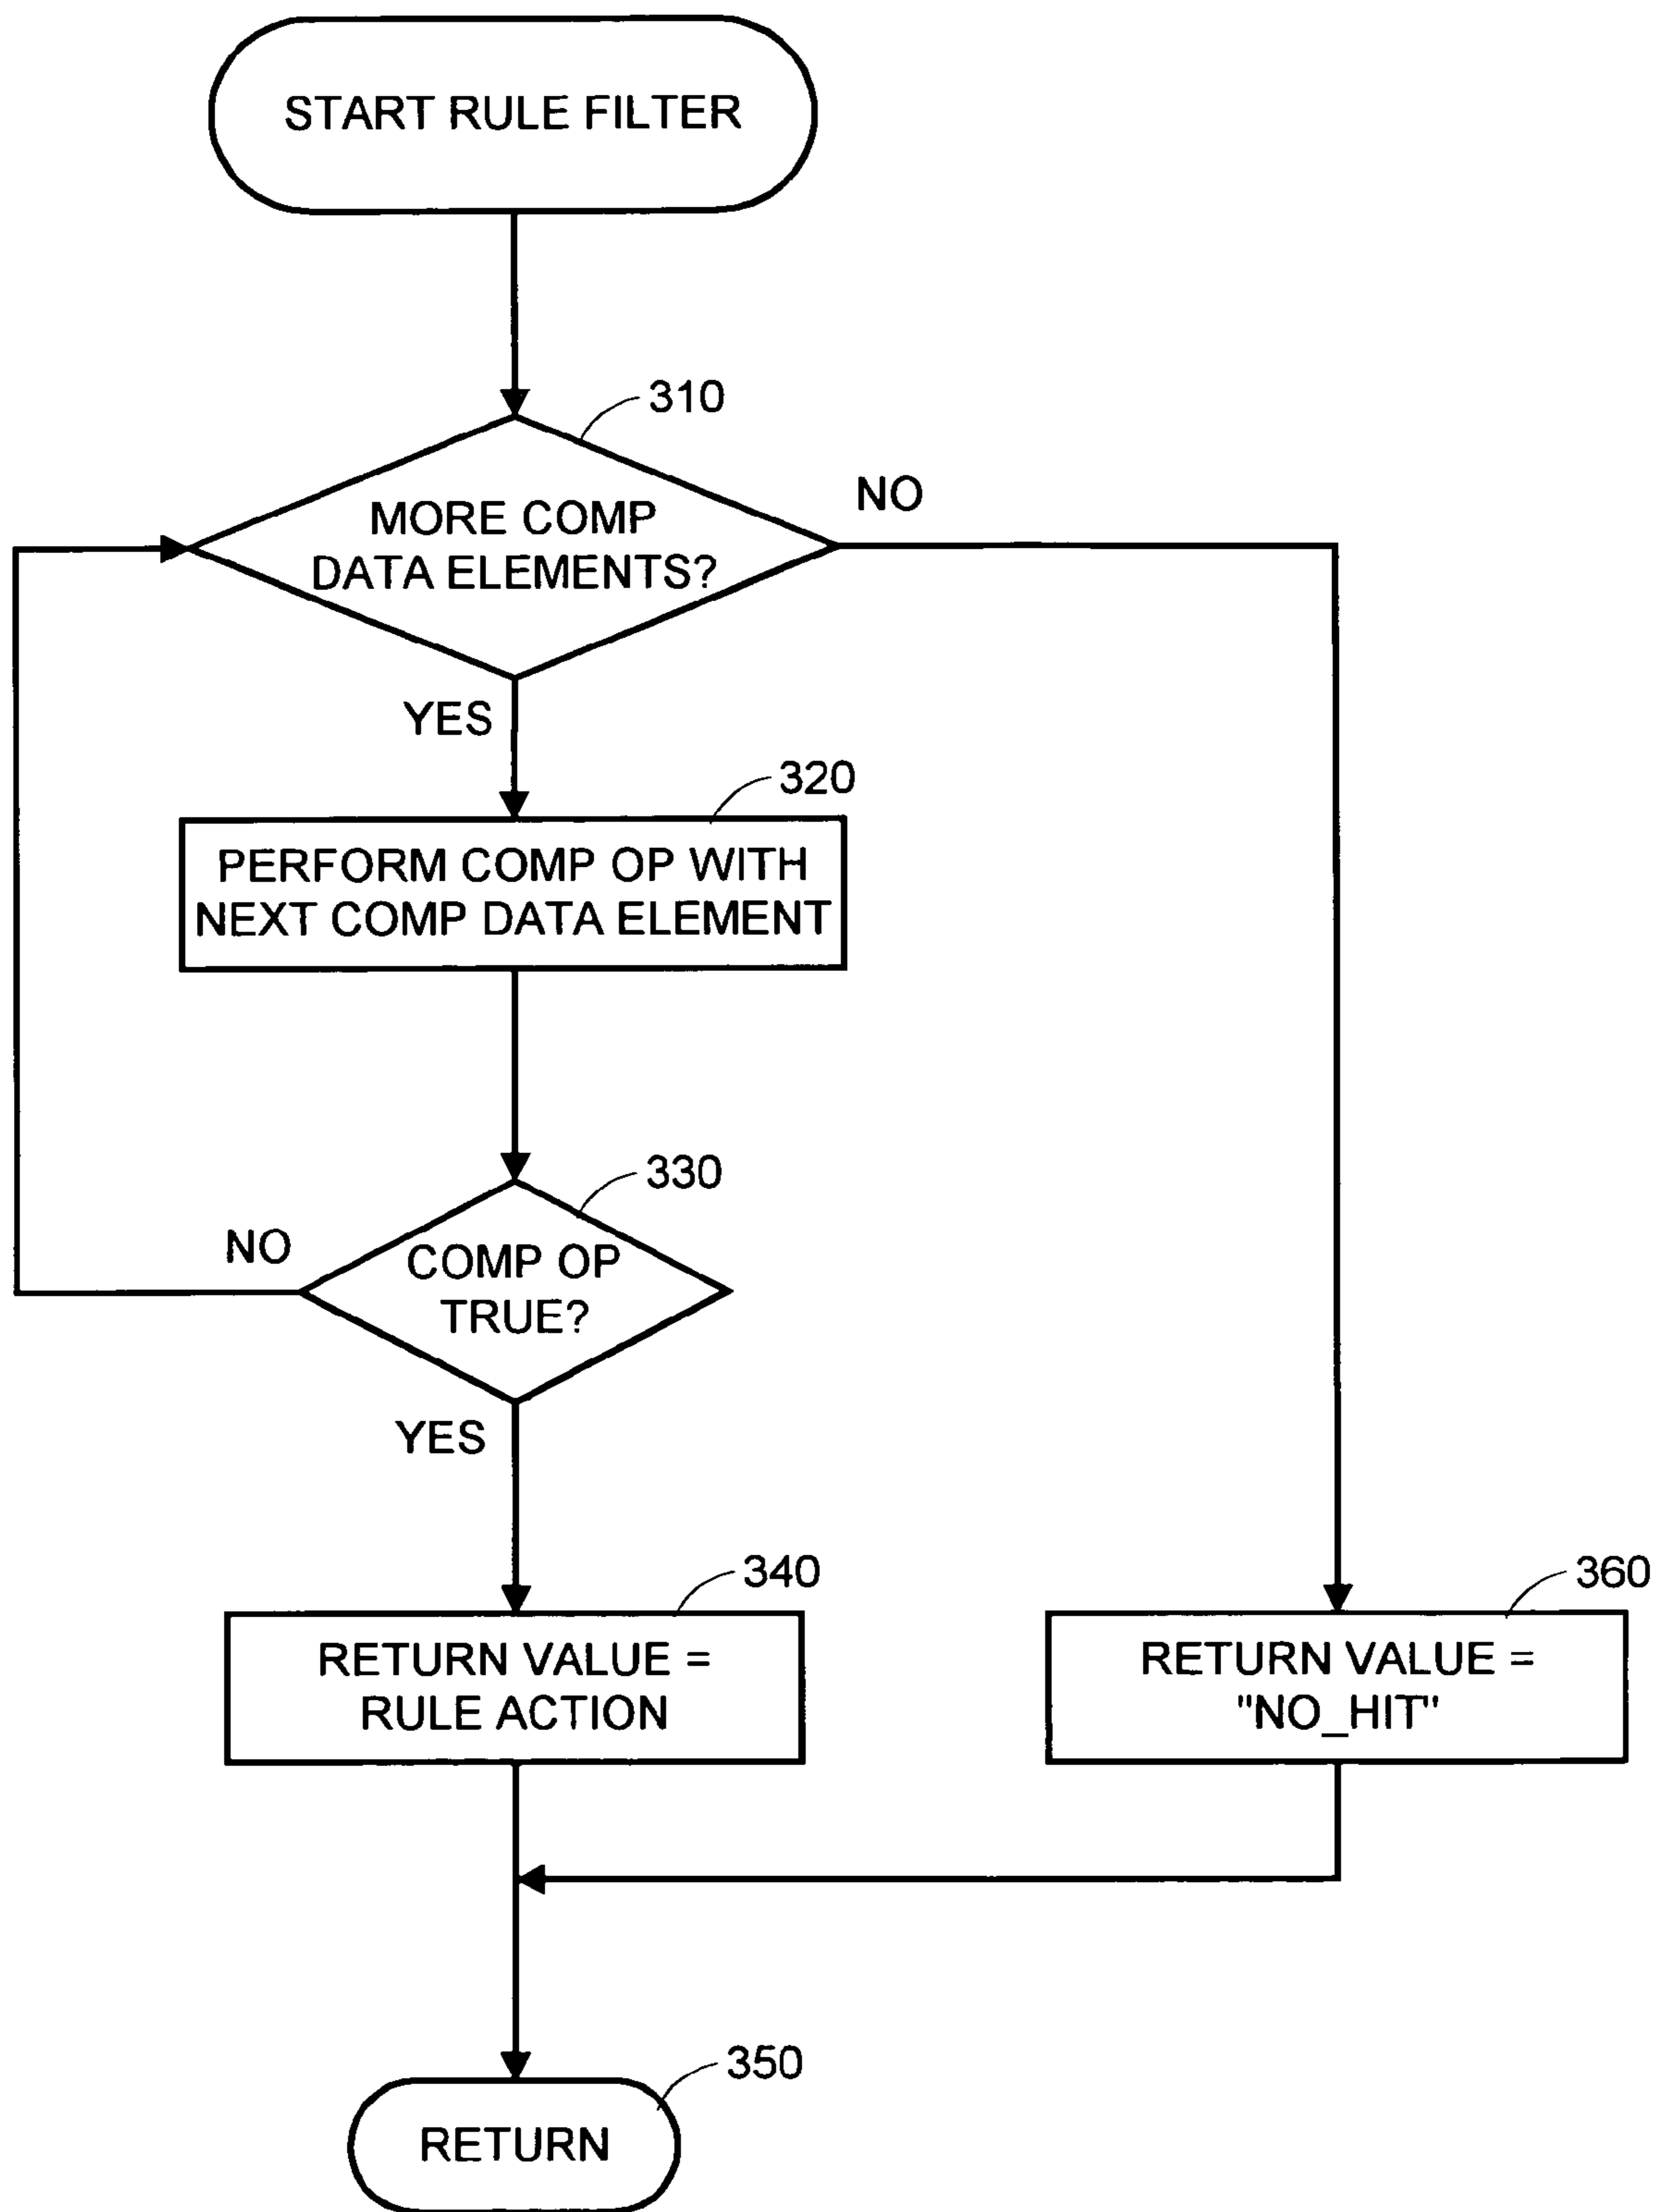 START RULE FILTER
310
MORE COMP
DATA ELEMENTS?
NO
YES
320
PERFORM COMP OP WITH
NEXT COMP DATA ELEMENT
330
COMP OP
TRUE?
NO
YES
340
RETURN VALUE =
RULE ACTION
360
RETURN VALUE =
"NO_HIT"
350
RETURN